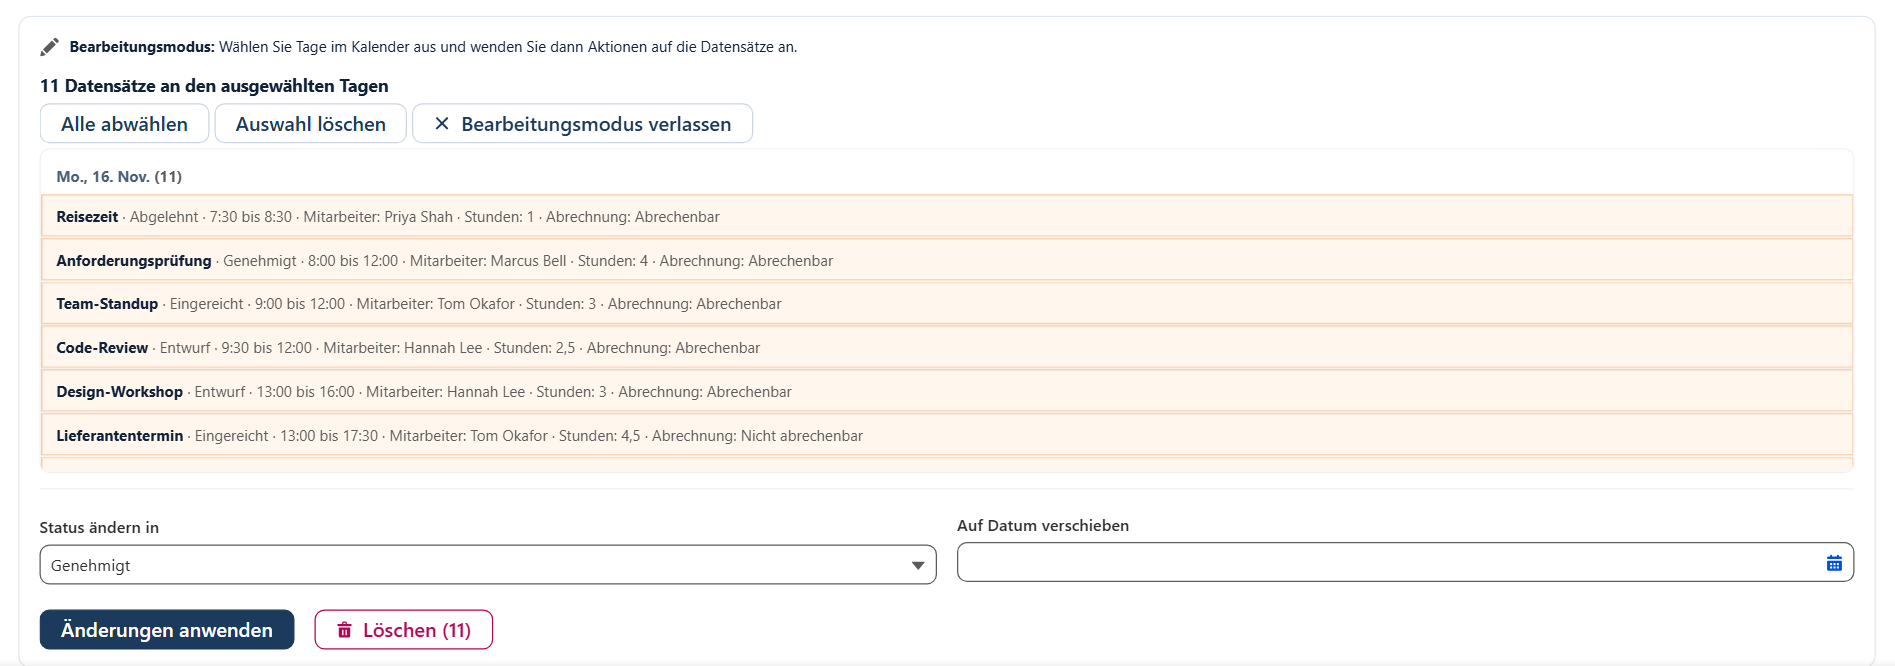 Bearbeitungsmodus: Wählen Sie Tage im Kalender aus und wenden Sie dann Aktionen auf die Datensätze an.
11 Datensätze an den ausgewählten Tagen
Alle abwählen
Auswahl löschen
Bearbeitungsmodus verlassen
Mo., 16. Nov. (11)
Reisezeit · Abgelehnt · 7:30 bis 8:30 · Mitarbeiter: Priya Shah · Stunden: 1 · Abrechnung: Abrechenbar
Anforderungsprüfung · Genehmigt · 8:00 bis 12:00 · Mitarbeiter: Marcus Bell · Stunden: 4 · Abrechnung: Abrechenbar
Team-Standup · Eingereicht · 9:00 bis 12:00 · Mitarbeiter: Tom Okafor · Stunden: 3 · Abrechnung: Abrechenbar
Code-Review · Entwurf · 9:30 bis 12:00 · Mitarbeiter: Hannah Lee · Stunden: 2,5 · Abrechnung: Abrechenbar
Design-Workshop · Entwurf · 13:00 bis 16:00 · Mitarbeiter: Hannah Lee · Stunden: 3 · Abrechnung: Abrechenbar
Lieferantentermin · Eingereicht · 13:00 bis 17:30 · Mitarbeiter: Tom Okafor · Stunden: 4,5 · Abrechnung: Nicht abrechenbar
Status ändern in
Auf Datum verschieben
Genehmigt
Änderungen anwenden
Löschen (11)